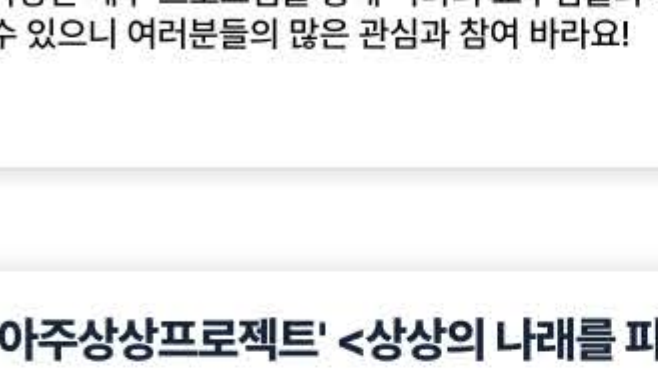 수 있으니 여러분들의 많은 관심과 참여 바라요!
아주상상프로젝트' <상상의 나래를